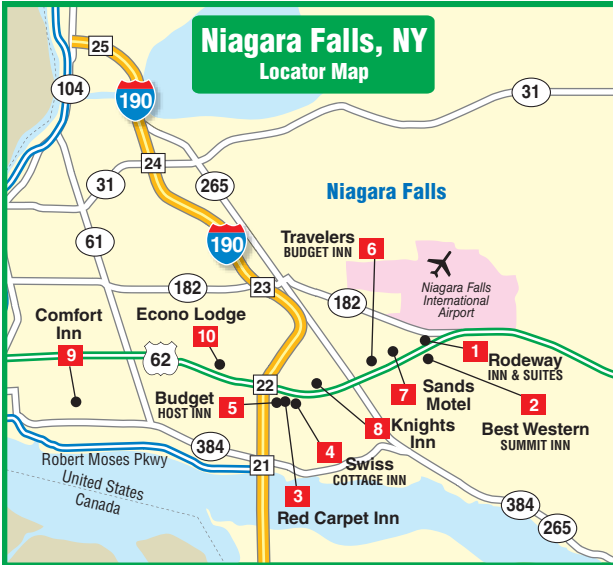 Niagara Falls, NY
Locator Map
25
104
190
31
24
31
265
Niagara Falls
61
190
Travelers
BUDGET INN
6
182
23
182
Niagara Falls
International
Airport
Comfort
Inn
9
Econo Lodge
10
62
1
Rodeway
INN & SUITES
7
Sands
Motel
2
Best Western
SUMMIT INN
22
Budget
HOST INN
5
8
Knights
Inn
384
4
Swiss
COTTAGE INN
Robert Moses Pkwy
21
United States
Canada
3
Red Carpet Inn
384
265